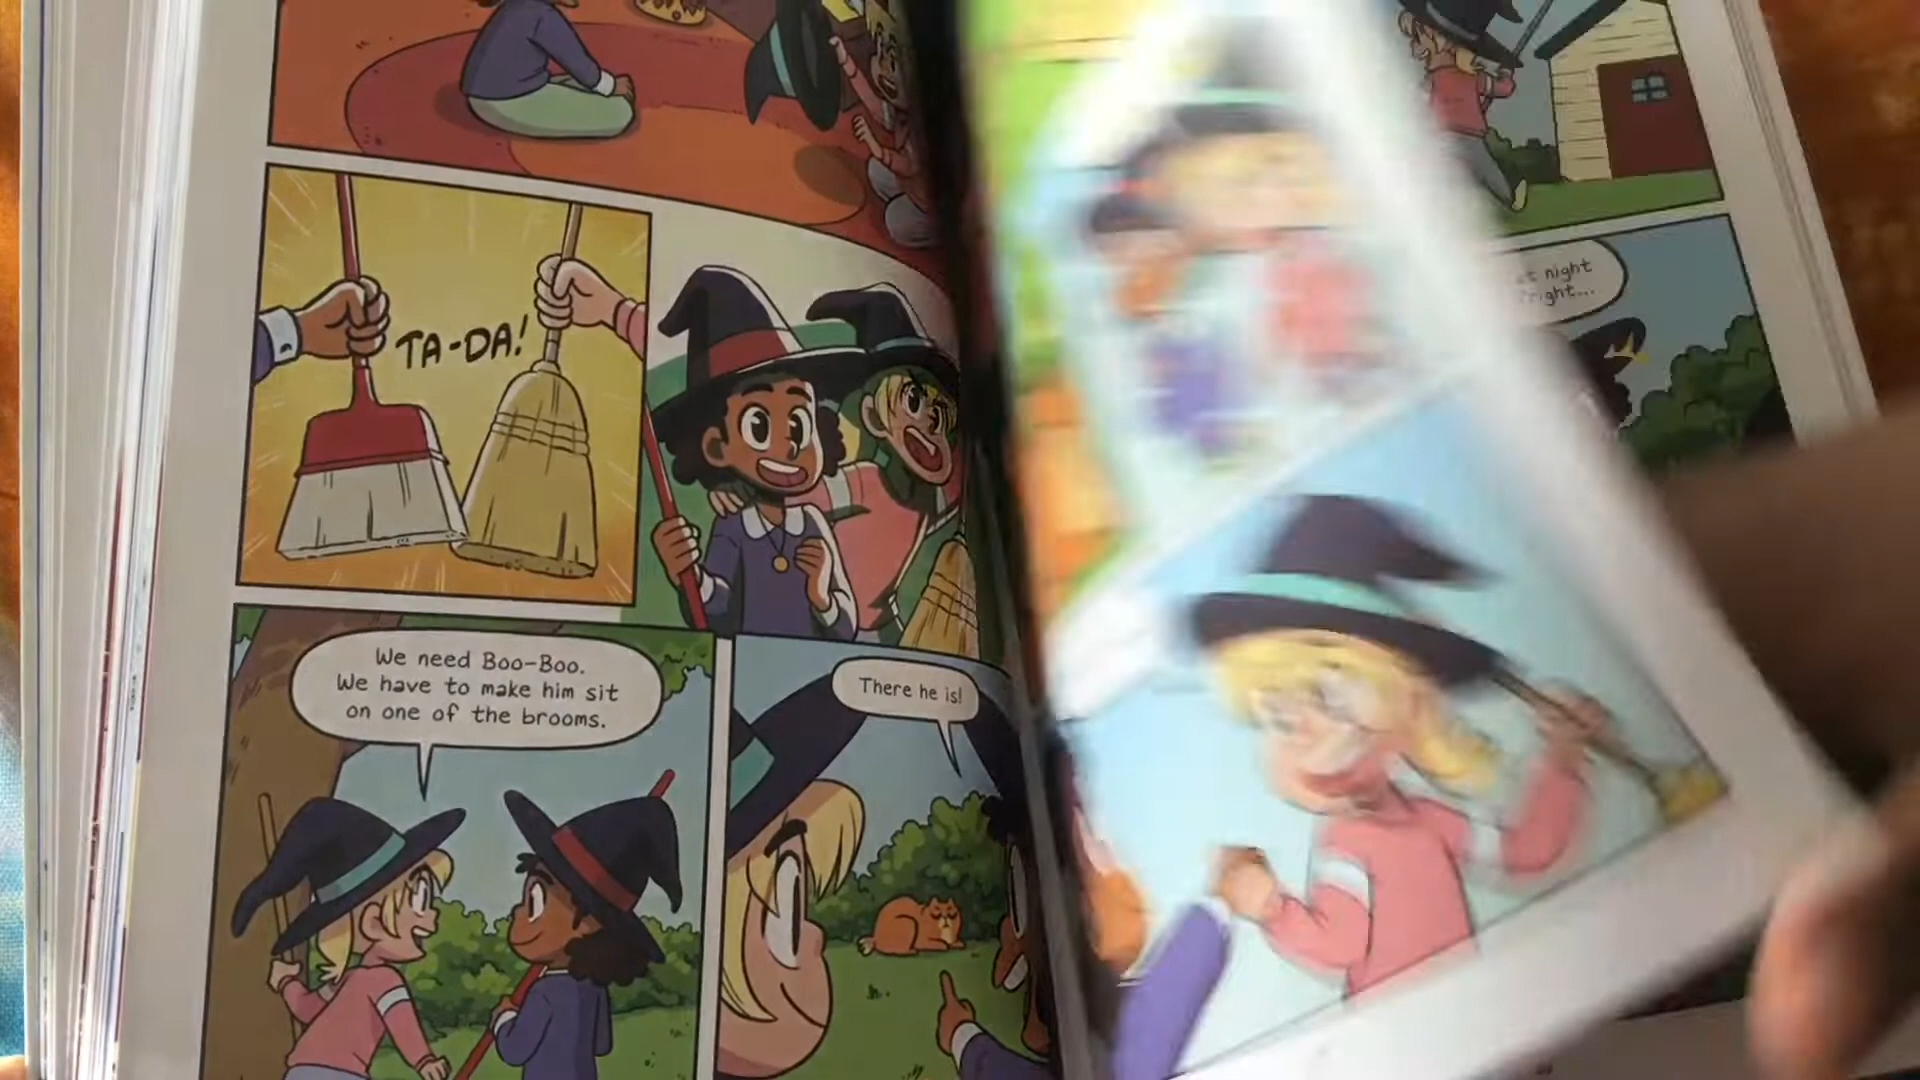 TA-DA!
We need Boo-Boo.
We have to make him sit
on one of the brooms.
There he is!
night
right...